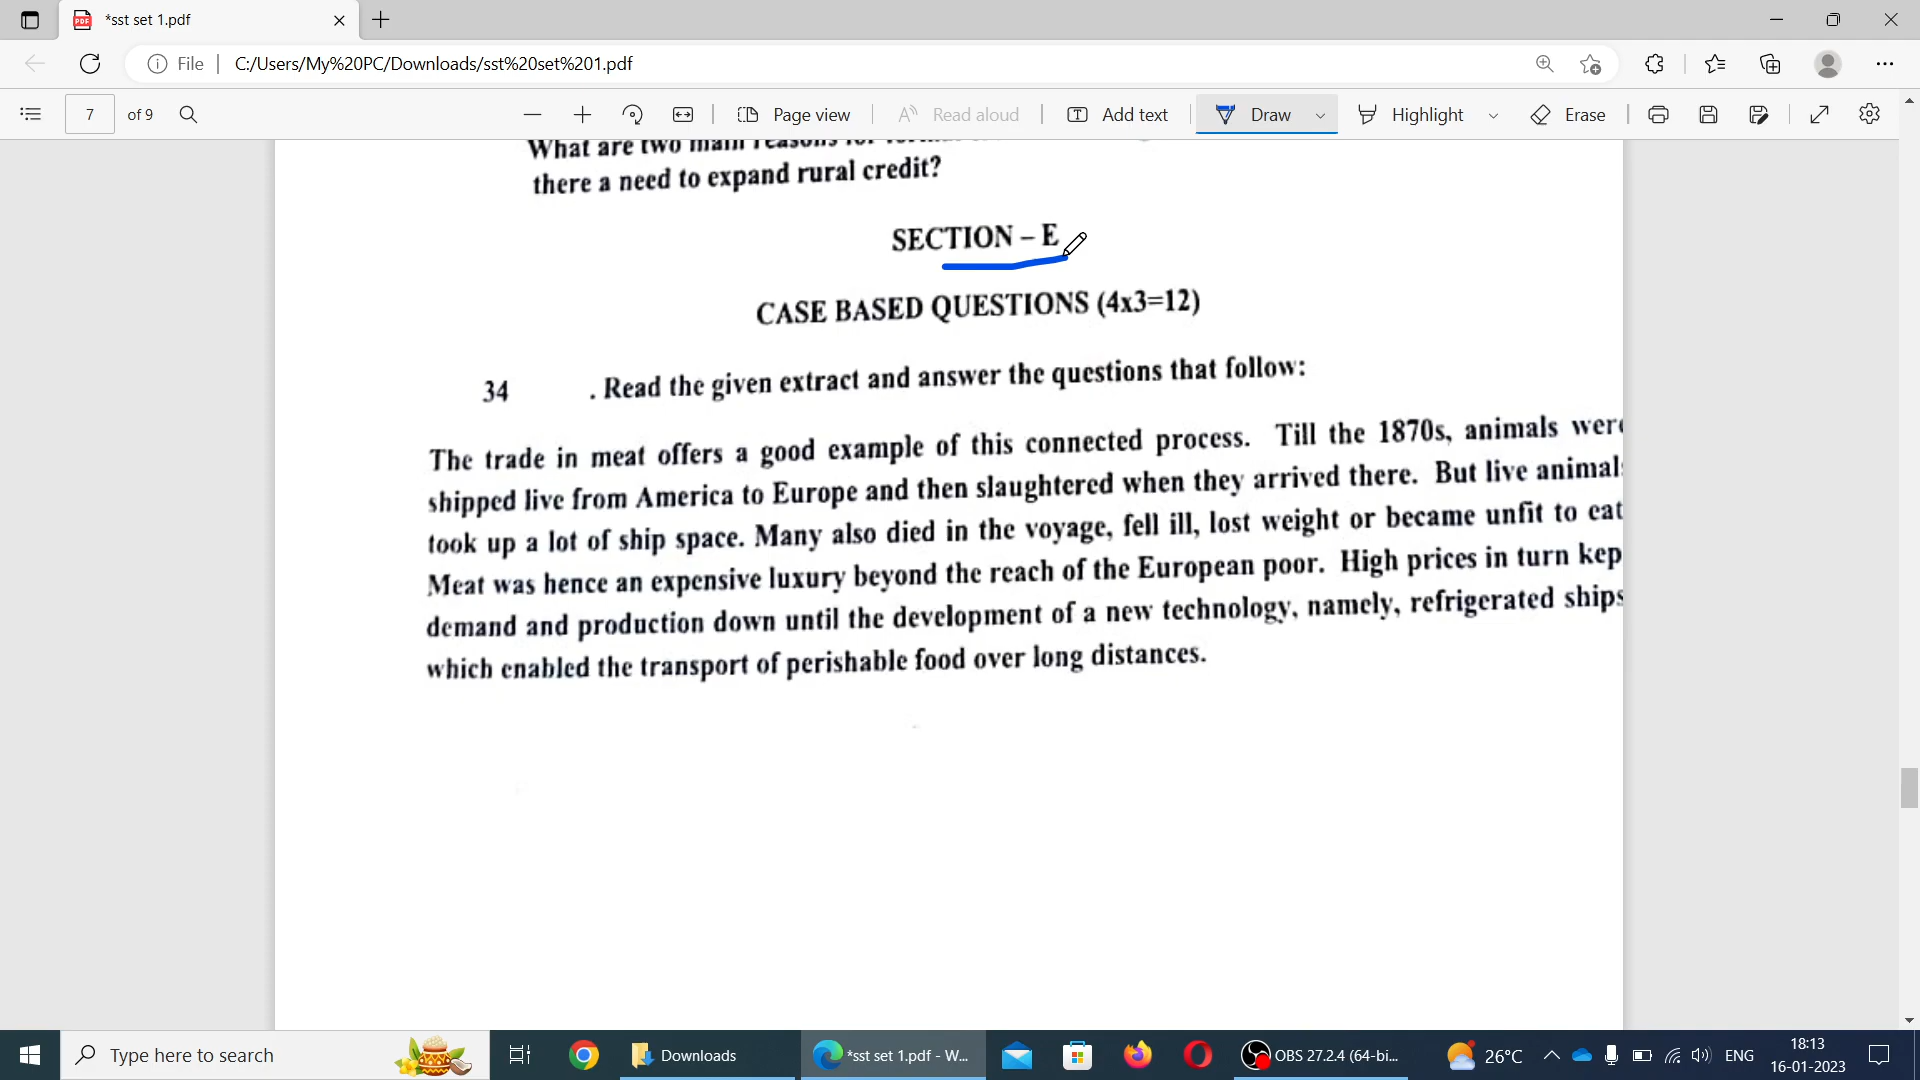 *sst set 1.pdf
File C:/Users/My%20PC/Downloads/sst%20set%201.pdf
7 of 9 Page view Read aloud Add text Draw Highlight Erase
What are two main reasons for
there a need to expand rural credit?
SECTION – E
CASE BASED QUESTIONS (4x3=12)
34 . Read the given extract and answer the questions that follow:
The trade in meat offers a good example of this connected process. Till the 1870s, animals were
shipped live from America to Europe and then slaughtered when they arrived there. But live animal
took up a lot of ship space. Many also died in the voyage, fell ill, lost weight or became unfit to eat
Meat was hence an expensive luxury beyond the reach of the European poor. High prices in turn kep
demand and production down until the development of a new technology, namely, refrigerated ships
which enabled the transport of perishable food over long distances.
Type here to search Downloads *sst set 1.pdf - W... OBS 27.2.4 (64-bi... 26°C ENG 18:13
16-01-2023